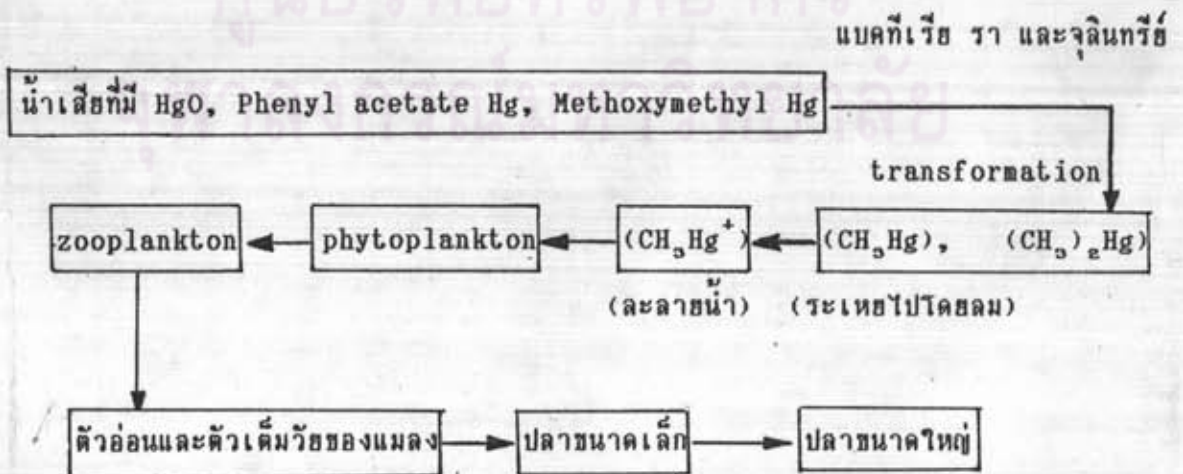 แบคทีเรีย รา และจุลินทรีย์
น้ำเสียที่มี HgO, Phenyl acetate Hg, Methoxymethyl Hg
transformation
zooplankton phytoplankton (CH₃Hg⁺) (CH₃Hg), (CH₃)₂Hg)
(ละลายน้ำ) (ระเหยไปโดยลม)
ตัวอ่อนและตัวเต็มวัยของแมลง ปลาขนาดเล็ก ปลาขนาดใหญ่